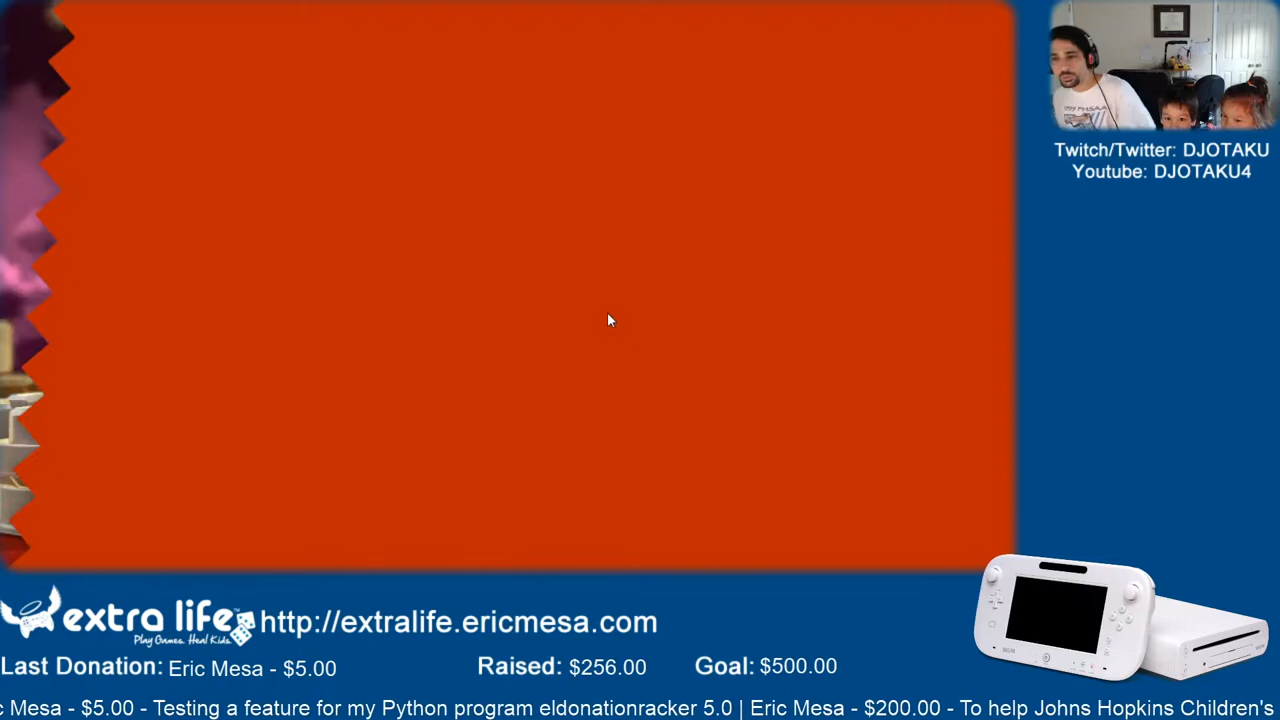 Twitch/Twitter: DJOTAKU
Youtube: DJOTAKU4
extra life
Play Games. Heal Kids.
http://extralife.ericmesa.com
Last Donation: Eric Mesa - $5.00
Raised: $256.00
Goal: $500.00
c Mesa - $5.00 - Testing a feature for my Python program eldonationracker 5.0 | Eric Mesa - $200.00 - To help Johns Hopkins Children's